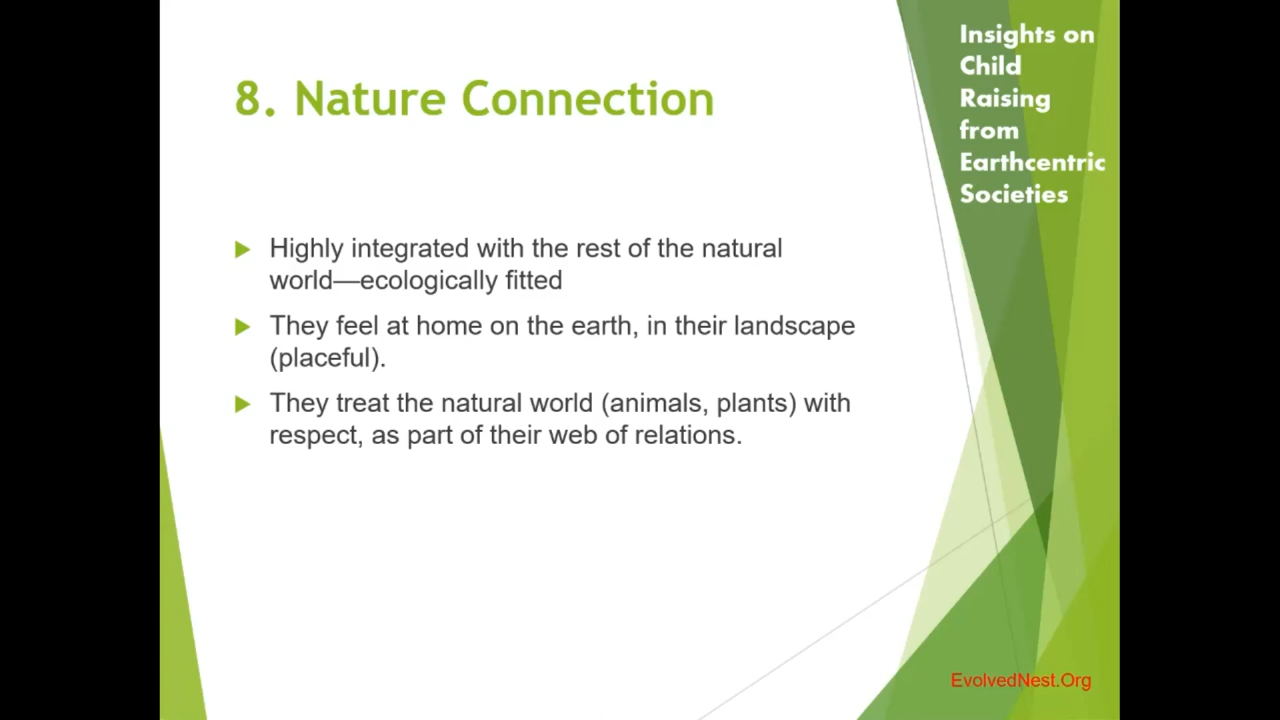 8. Nature Connection
Highly integrated with the rest of the natural
world—ecologically fitted
They feel at home on the earth, in their landscape
(placeful).
They treat the natural world (animals, plants) with
respect, as part of their web of relations.
Insights on
Child
Raising
from
Earthcentric
Societies
EvolvedNest.Org